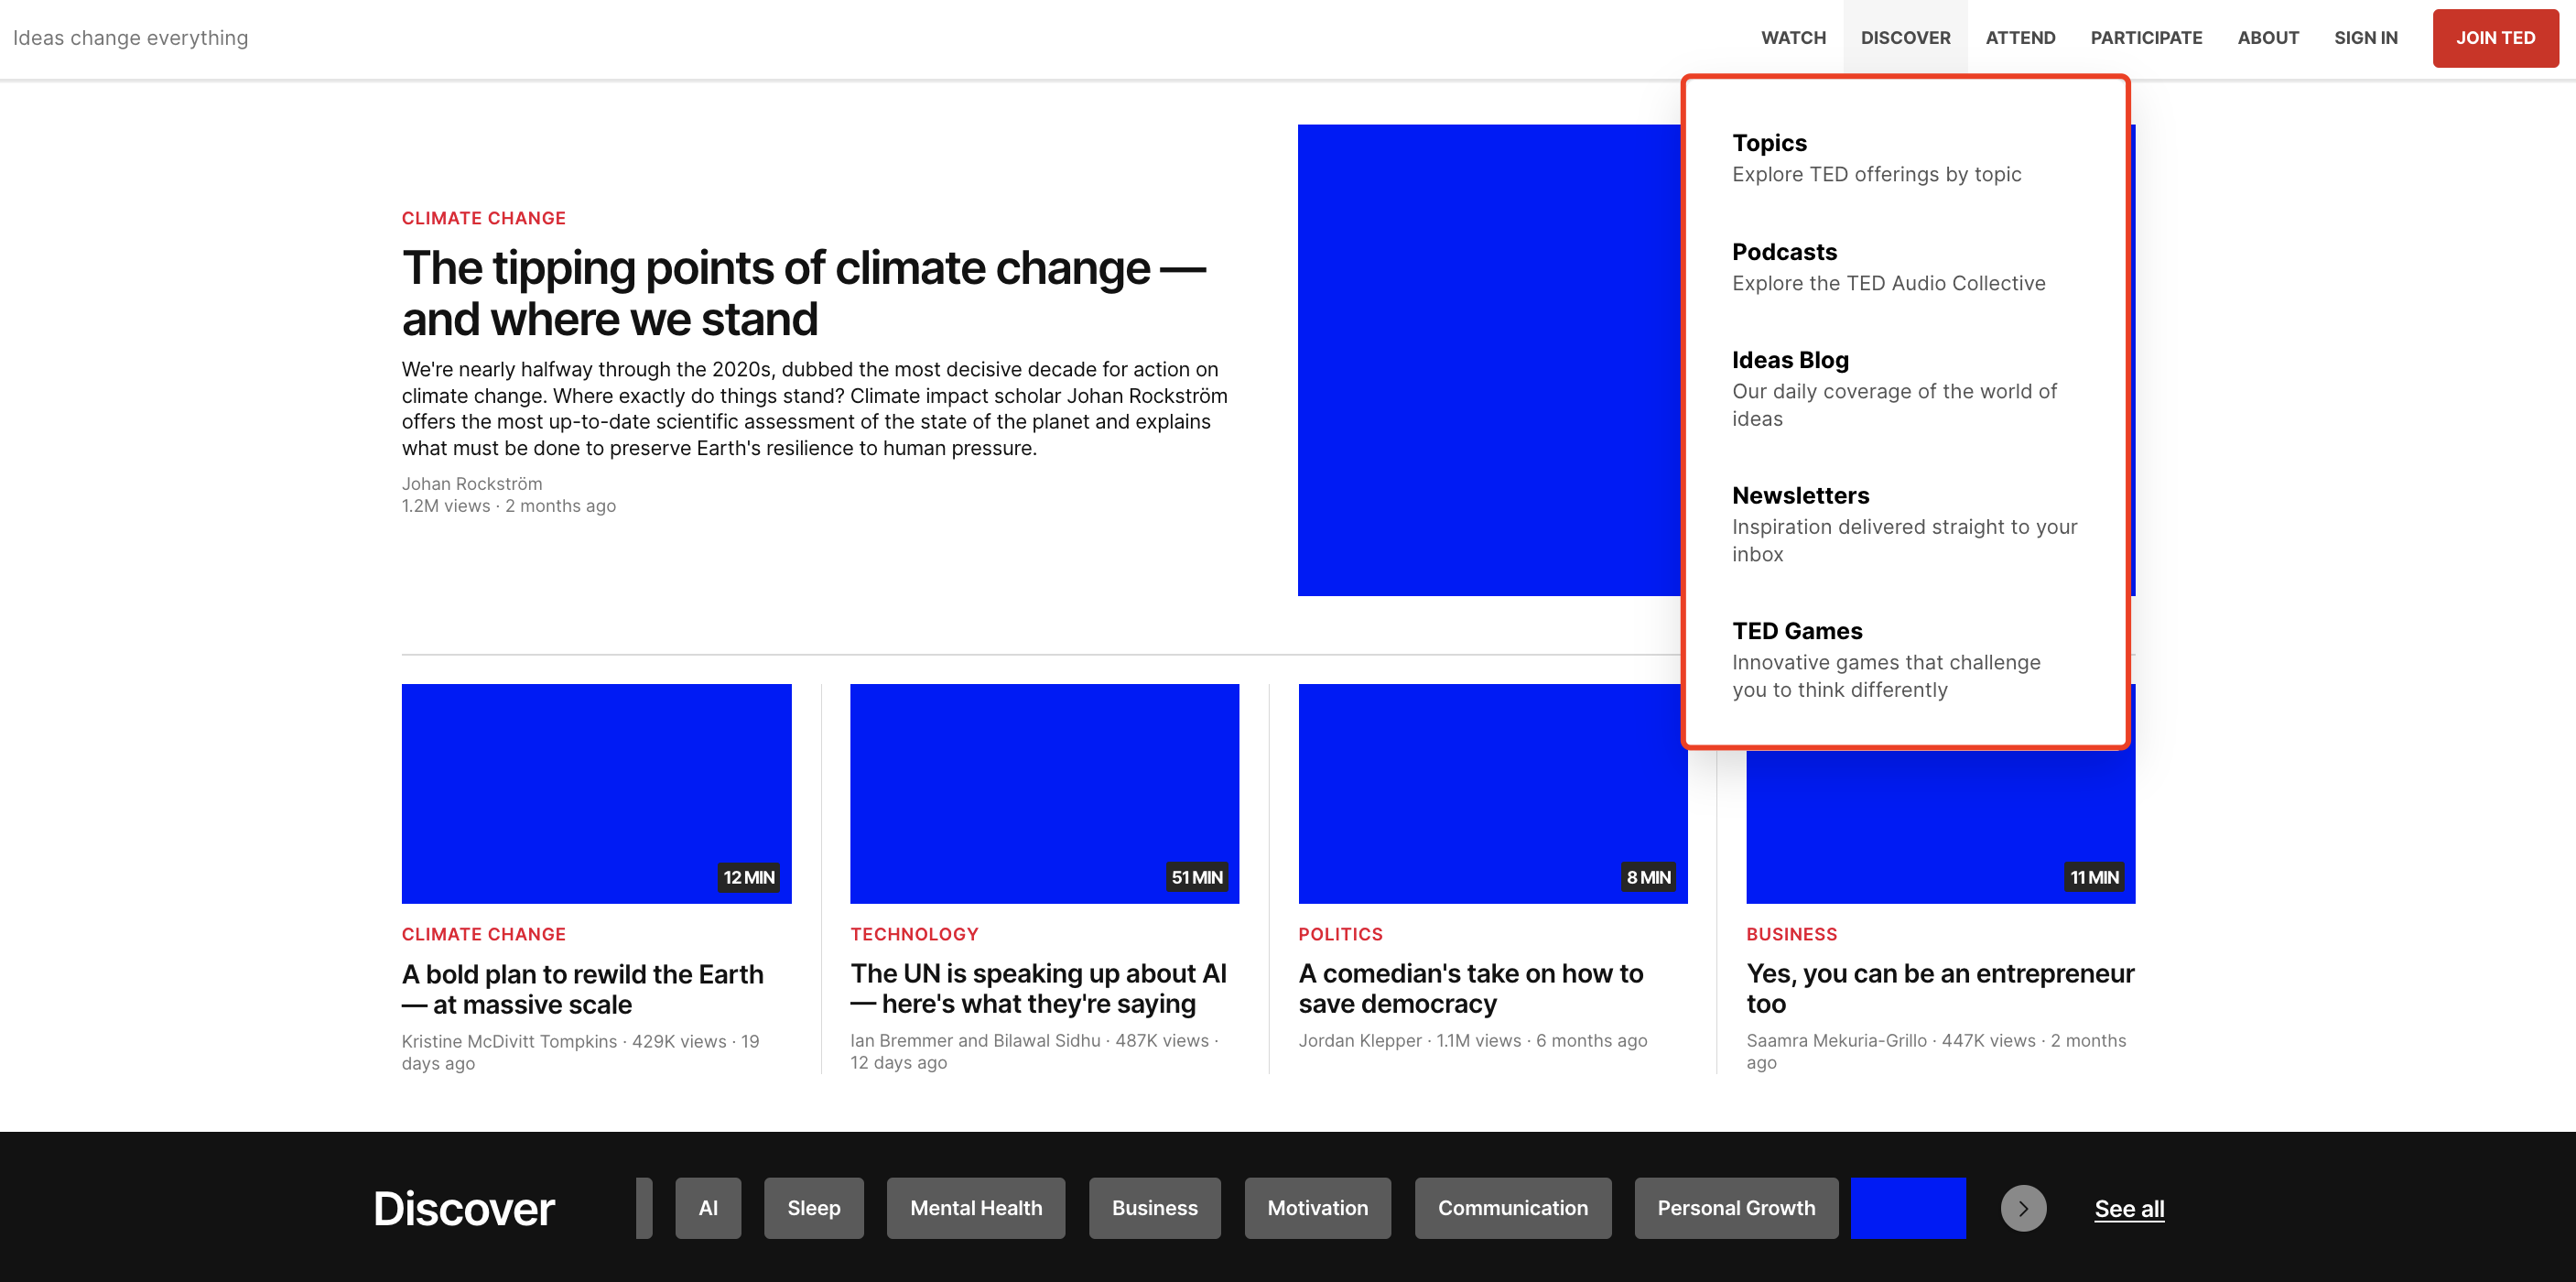 Ideas change everything
WATCH
DISCOVER
ATTEND
PARTICIPATE
ABOUT
SIGN IN
JOIN TED
Topics
Explore TED offerings by topic
Podcasts
Explore the TED Audio Collective
Ideas Blog
Our daily coverage of the world of
ideas
Newsletters
Inspiration delivered straight to your
inbox
TED Games
Innovative games that challenge
you to think differently
CLIMATE CHANGE
The tipping points of climate change —
and where we stand
We're nearly halfway through the 2020s, dubbed the most decisive decade for action on
climate change. Where exactly do things stand? Climate impact scholar Johan Rockström
offers the most up-to-date scientific assessment of the state of the planet and explains
what must be done to preserve Earth's resilience to human pressure.
Johan Rockström
1.2M views · 2 months ago
12 MIN
CLIMATE CHANGE
A bold plan to rewild the Earth
— at massive scale
Kristine McDivitt Tompkins · 429K views · 19
days ago
51 MIN
TECHNOLOGY
The UN is speaking up about AI
— here's what they're saying
Ian Bremmer and Bilawal Sidhu · 487K views ·
12 days ago
8 MIN
POLITICS
A comedian's take on how to
save democracy
Jordan Klepper · 1.1M views · 6 months ago
11 MIN
BUSINESS
Yes, you can be an entrepreneur
too
Saamra Mekuria-Grillo · 447K views · 2 months
ago
Discover
AI
Sleep
Mental Health
Business
Motivation
Communication
Personal Growth
See all